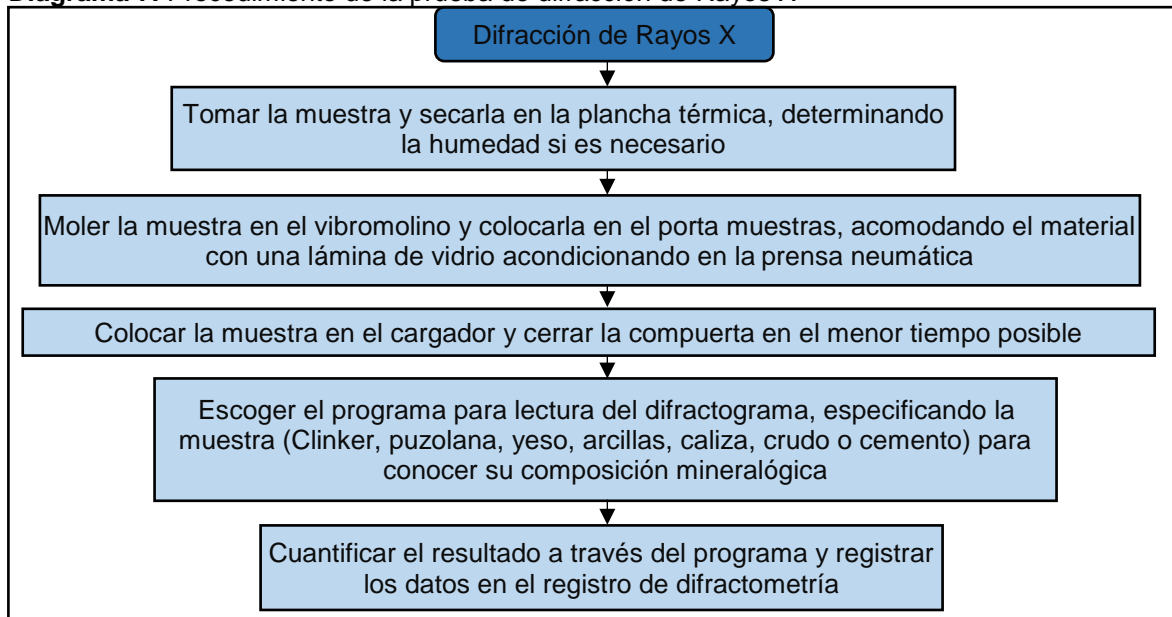 Difracción de Rayos X
Tomar la muestra y secarla en la plancha térmica, determinando
la humedad si es necesario
Moler la muestra en el vibromolino y colocarla en el porta muestras, acomodando el material
con una lámina de vidrio acondicionando en la prensa neumática
Colocar la muestra en el cargador y cerrar la compuerta en el menor tiempo posible
Escoger el programa para lectura del difractograma, especificando la
muestra (Clinker, puzolana, yeso, arcillas, caliza, crudo o cemento) para
conocer su composición mineralógica
Cuantificar el resultado a través del programa y registrar
los datos en el registro de difractometría